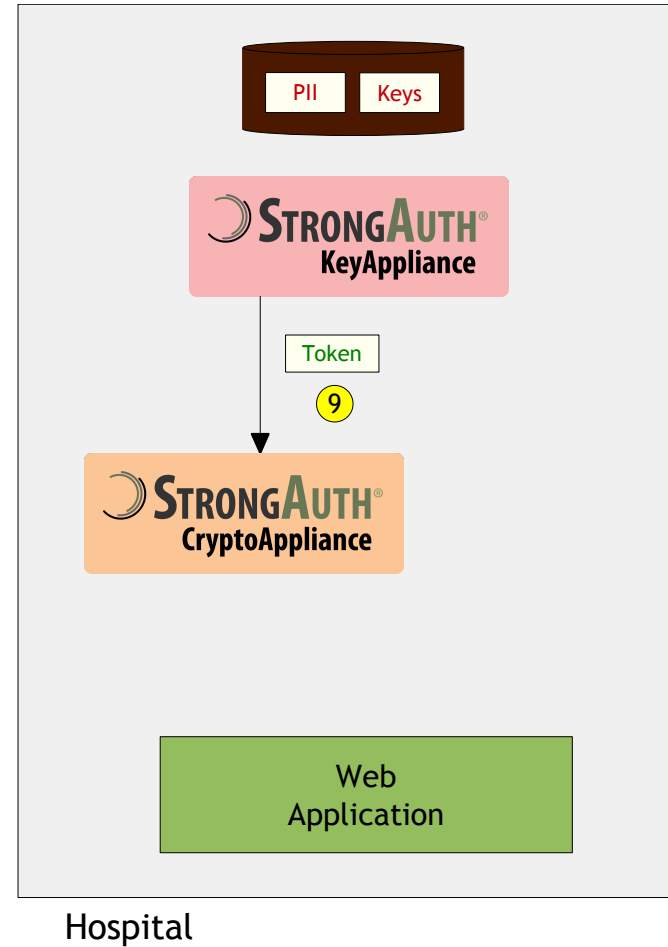 PII Keys
STRONGAUTH®
KeyAppliance
Token
9
STRONGAUTH®
CryptoAppliance
Web
Application
Hospital